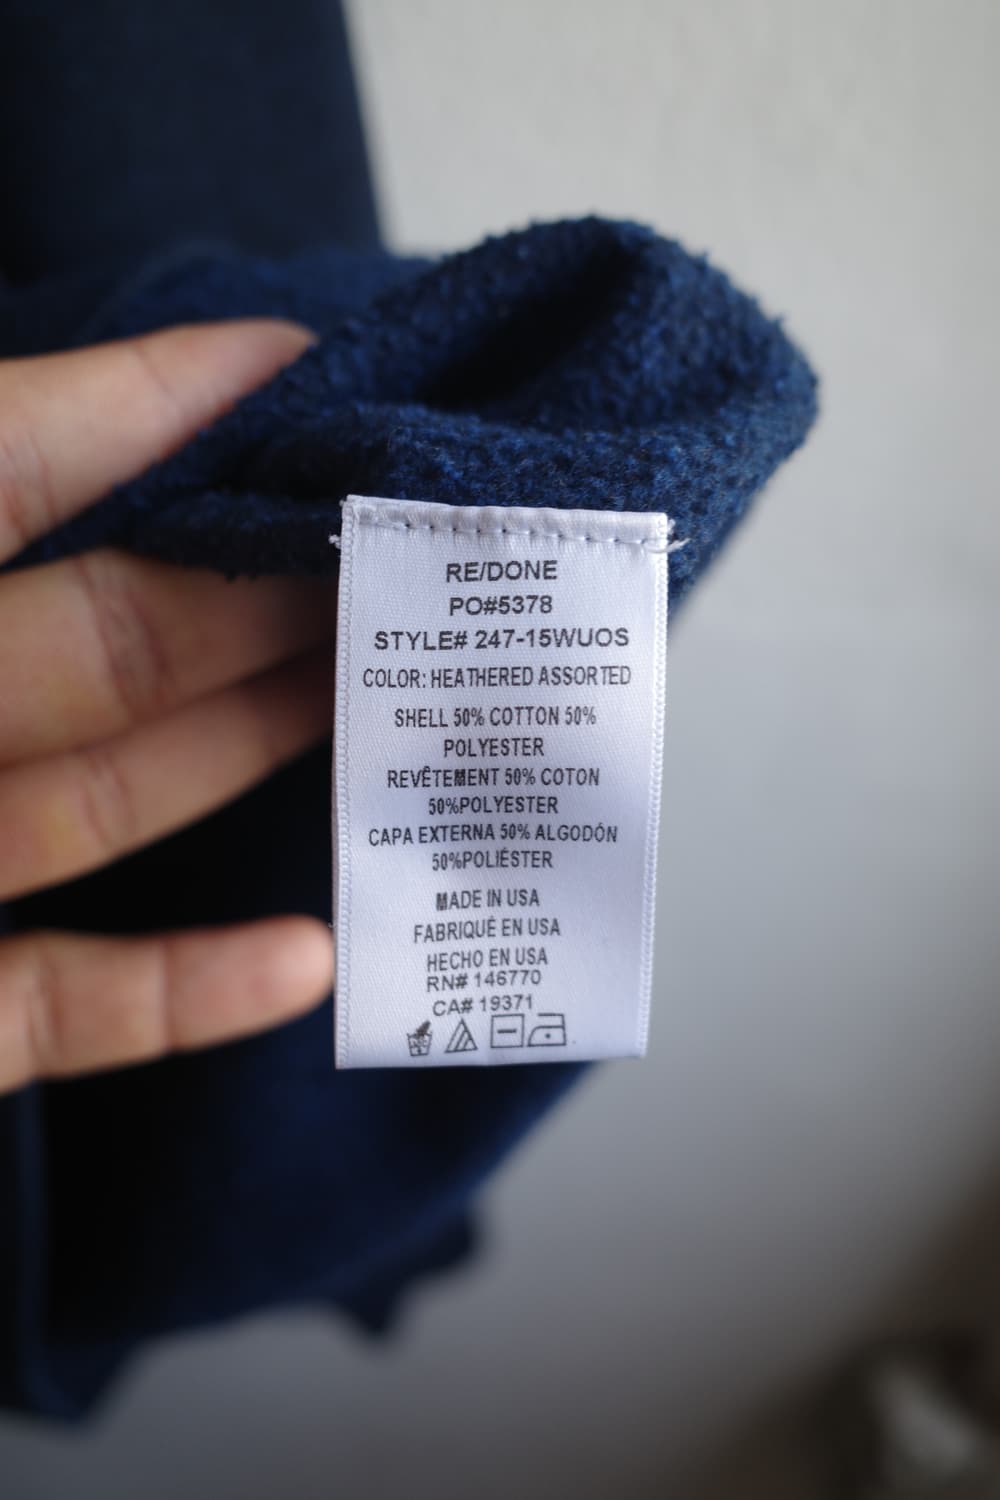 RE/DONE
PO#5378
STYLE# 247-15WUOS
COLOR: HEATHERED ASSORTED
SHELL 50% COTTON 50%
POLYESTER
REVÊTEMENT 50% COTON
50%POLYESTER
CAPA EXTERNA 50% ALGODÓN
50%POLIÉSTER
MADE IN USA
FABRIQUÉ EN USA
HECHO EN USA
RN# 146770
CA# 19371